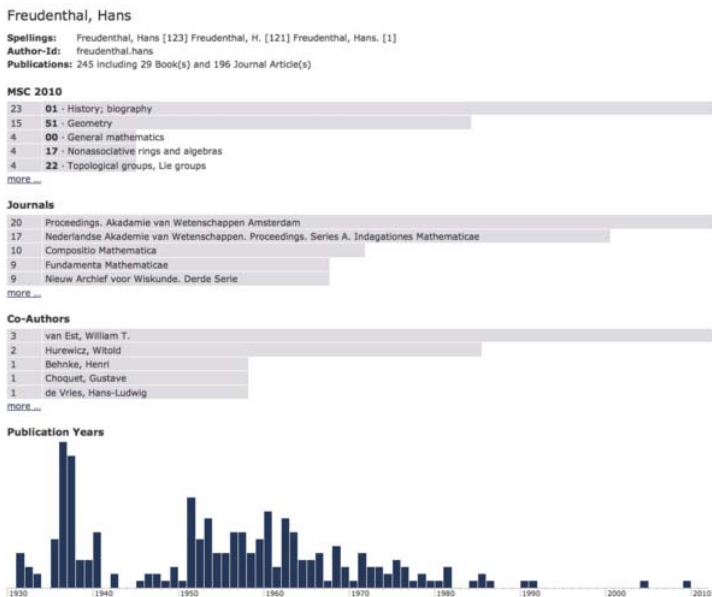 Freudenthal, Hans
Spellings: Freudenthal, Hans [123] Freudenthal, H. [121] Freudenthal, Hans. [1]
Author-Id: freudenthal.hans
Publications: 245 including 29 Book(s) and 196 Journal Article(s)
MSC 2010
23 01 · History; biography
15 51 · Geometry
4 00 · General mathematics
4 17 · Nonassociative rings and algebras
4 22 · Topological groups, Lie groups
more ...
Journals
20 Proceedings. Akadamie van Wetenschappen Amsterdam
17 Nederlandse Akademie van Wetenschappen. Proceedings. Series A. Indagationes Mathematicae
10 Compositio Mathematica
9 Fundamenta Mathematicae
9 Nieuw Archief voor Wiskunde. Derde Serie
more ...
Co-Authors
3 van Est, William T.
2 Hurewicz, Witold
1 Behnke, Henri
1 Choquet, Gustave
1 de Vries, Hans-Ludwig
more ...
Publication Years
1930 1940 1950 1960 1970 1980 1990 2000 2010